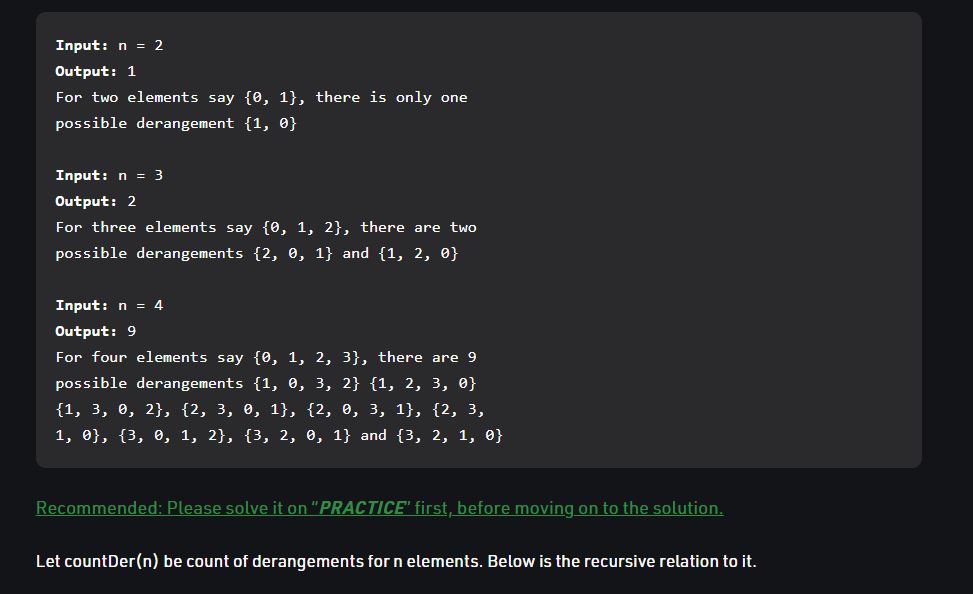 Input: n = 2
Output: 1
For two elements say {0, 1}, there is only one
possible derangement {1, 0}
Input: n = 3
Output: 2
For three elements say {0, 1, 2}, there are two
possible derangements {2, 0, 1} and {1, 2, 0}
Input: n = 4
Output: 9
For four elements say {0, 1, 2, 3}, there are 9
possible derangements {1, 0, 3, 2} {1, 2, 3, 0}
{1, 3, 0, 2}, {2, 3, 0, 1}, {2, 0, 3, 1}, {2, 3,
1, 0}, {3, 0, 1, 2}, {3, 2, 0, 1} and {3, 2, 1, 0}
Recommended: Please solve it on “PRACTICE” first, before moving on to the solution.
Let countDer(n) be count of derangements for n elements. Below is the recursive relation to it.